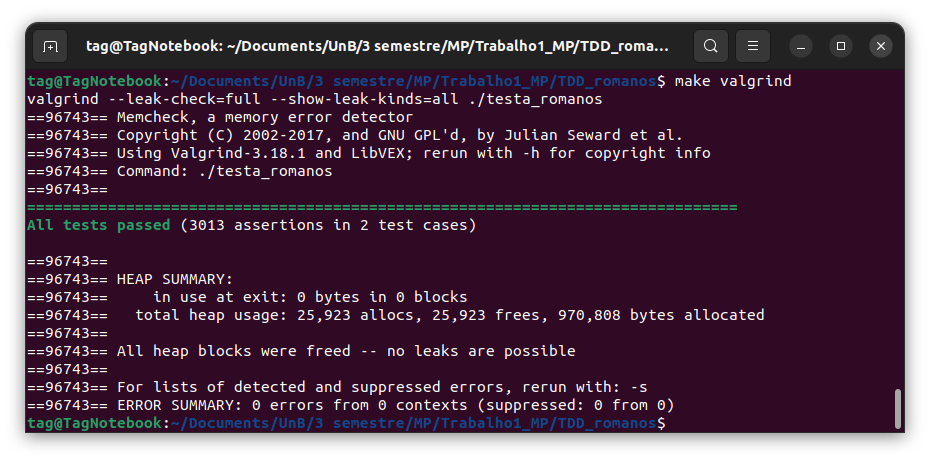 tag@TagNotebook: ~/Documents/UnB/3 semestre/MP/Trabalho1_MP/TDD_roma...
tag@TagNotebook:~/Documents/UnB/3 semestre/MP/Trabalho1_MP/TDD_romanos$ make valgrind
valgrind --leak-check=full --show-leak-kinds=all ./testa_romanos
==96743== Memcheck, a memory error detector
==96743== Copyright (C) 2002-2017, and GNU GPL'd, by Julian Seward et al.
==96743== Using Valgrind-3.18.1 and LibVEX; rerun with -h for copyright info
==96743== Command: ./testa_romanos
==96743==
===============================================================================
All tests passed (3013 assertions in 2 test cases)
==96743==
==96743== HEAP SUMMARY:
==96743==     in use at exit: 0 bytes in 0 blocks
==96743==   total heap usage: 25,923 allocs, 25,923 frees, 970,808 bytes allocated
==96743==
==96743== All heap blocks were freed -- no leaks are possible
==96743==
==96743== For lists of detected and suppressed errors, rerun with: -s
==96743== ERROR SUMMARY: 0 errors from 0 contexts (suppressed: 0 from 0)
tag@TagNotebook:~/Documents/UnB/3 semestre/MP/Trabalho1_MP/TDD_romanos$